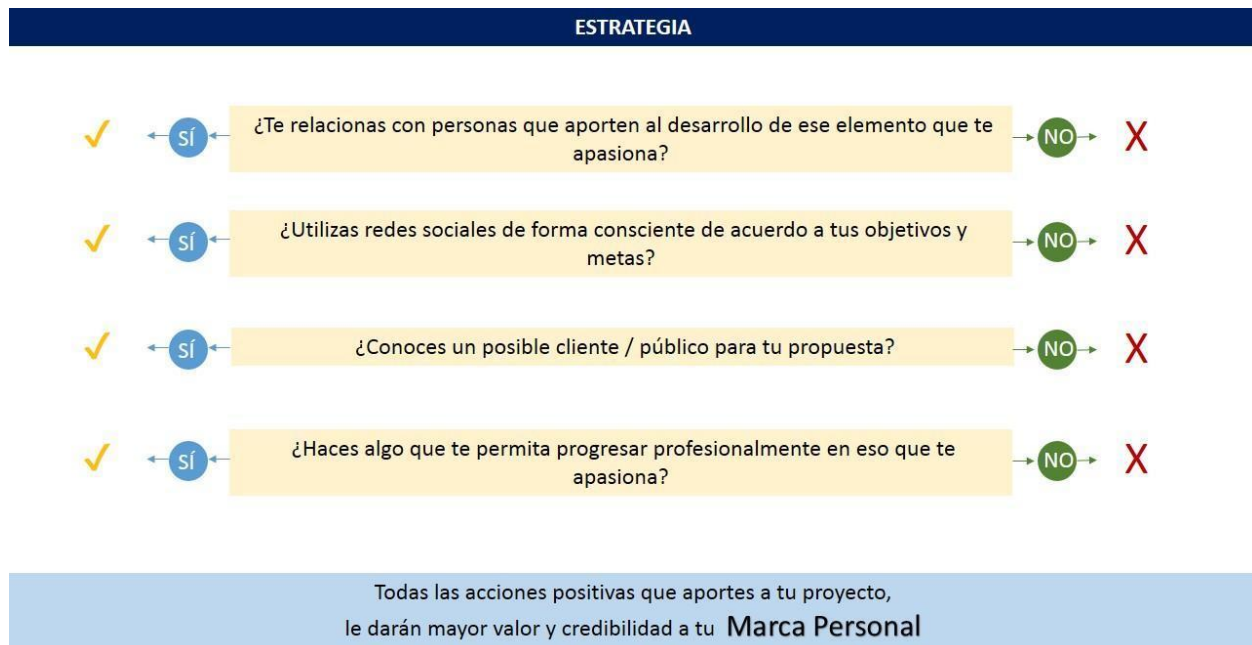 ESTRATEGIA
SÍ
¿Te relacionas con personas que aporten al desarrollo de ese elemento que te
apasiona?
NO
X
SÍ
¿Utilizas redes sociales de forma consciente de acuerdo a tus objetivos y
metas?
NO
X
SÍ
¿Conoces un posible cliente / público para tu propuesta?
NO
X
SÍ
¿Haces algo que te permita progresar profesionalmente en eso que te
apasiona?
NO
X
Todas las acciones positivas que aportes a tu proyecto,
le darán mayor valor y credibilidad a tu Marca Personal